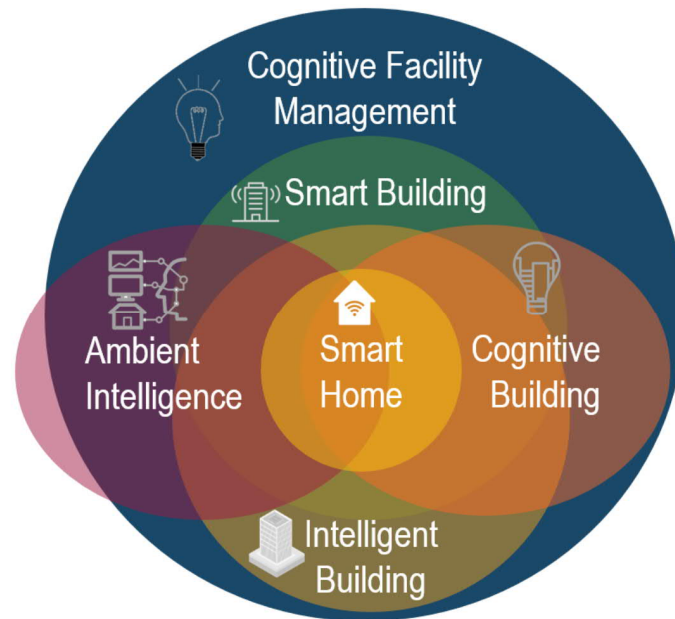 Cognitive Facility
Management
Smart Building
Ambient
Intelligence
Smart
Home
Cognitive
Building
Intelligent
Building